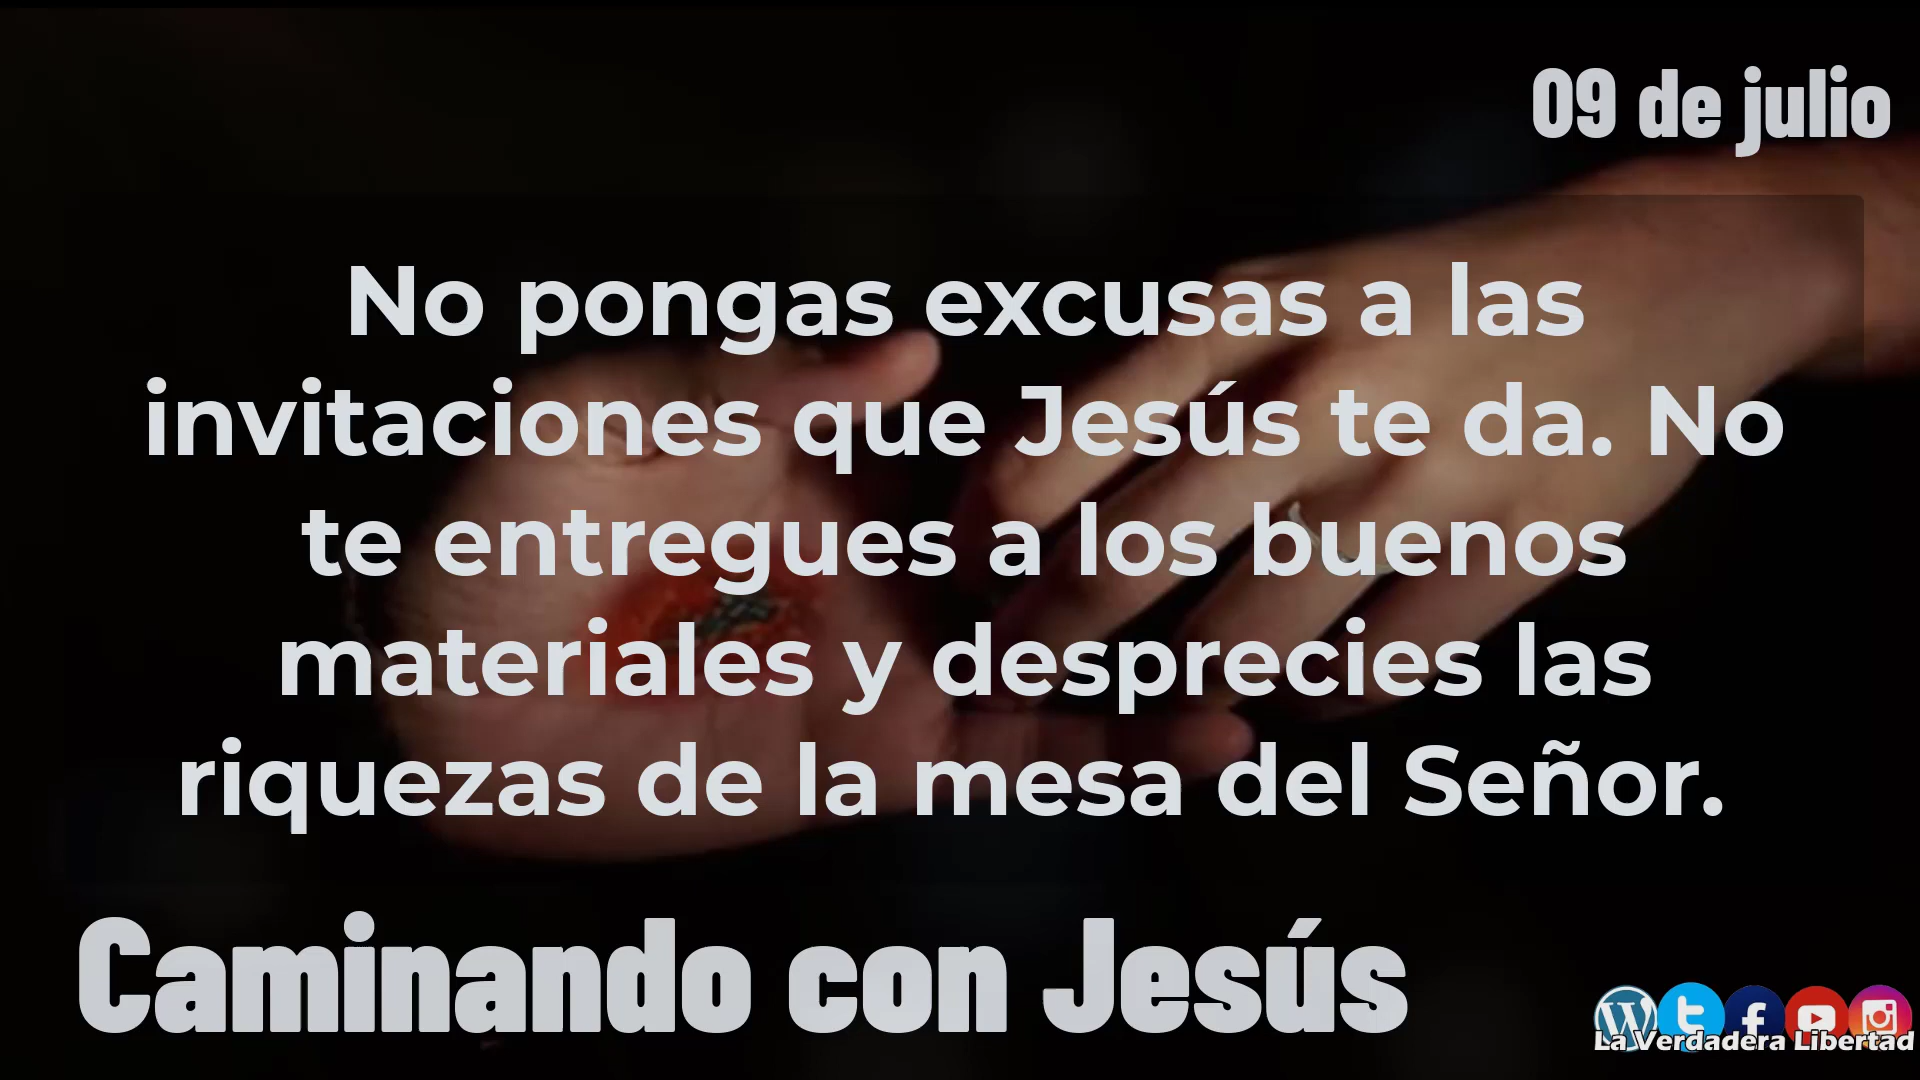 09 de julio
No pongas excusas a las
invitaciones que Jesús te da. No
te entregues a los buenos
materiales y desprecies las
riquezas de la mesa del Señor.
Caminando con Jesús
La Verdadera Libertad